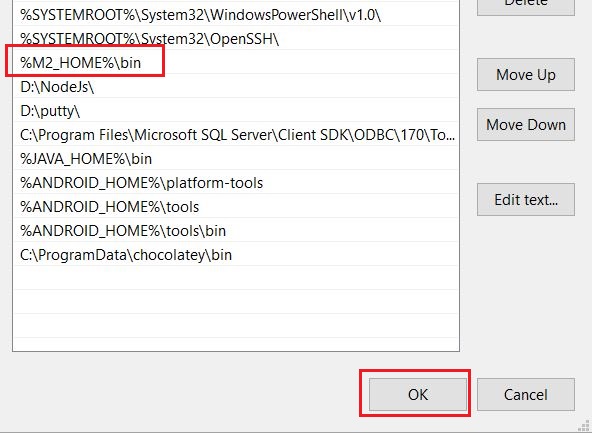 %SYSTEMROOT%\System32\WindowsPowerShell\v1.0\
Delete
%SYSTEMROOT%\System32\OpenSSH\
%M2_HOME%\bin
Move Up
D:\NodeJs\
D:\putty\
Move Down
C:\Program Files\Microsoft SQL Server\Client SDK\ODBC\170\To...
%JAVA_HOME%\bin
%ANDROID_HOME%\platform-tools
Edit text...
%ANDROID_HOME%\tools
%ANDROID_HOME%\tools\bin
C:\ProgramData\chocolatey\bin
OK
Cancel